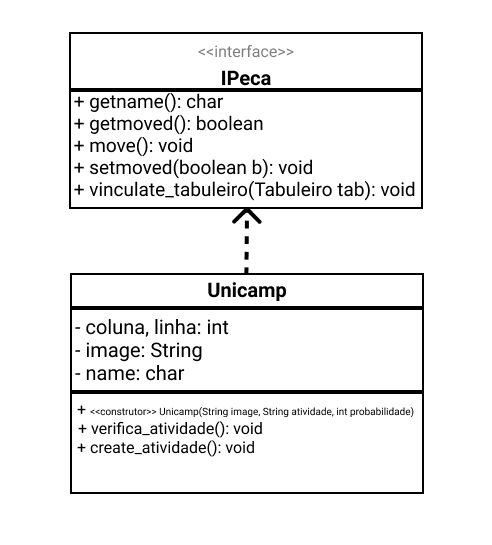 <<interface>>
IPeca
+ getname(): char
+ getmoved(): boolean
+ move(): void
+ setmoved(boolean b): void
+ vinculate_tabuleiro(Tabuleiro tab): void
Unicamp
- coluna, linha: int
- image: String
- name: char
+ <<construtor>> Unicamp(String image, String atividade, int probabilidade)
+ verifica_atividade(): void
+ create_atividade(): void